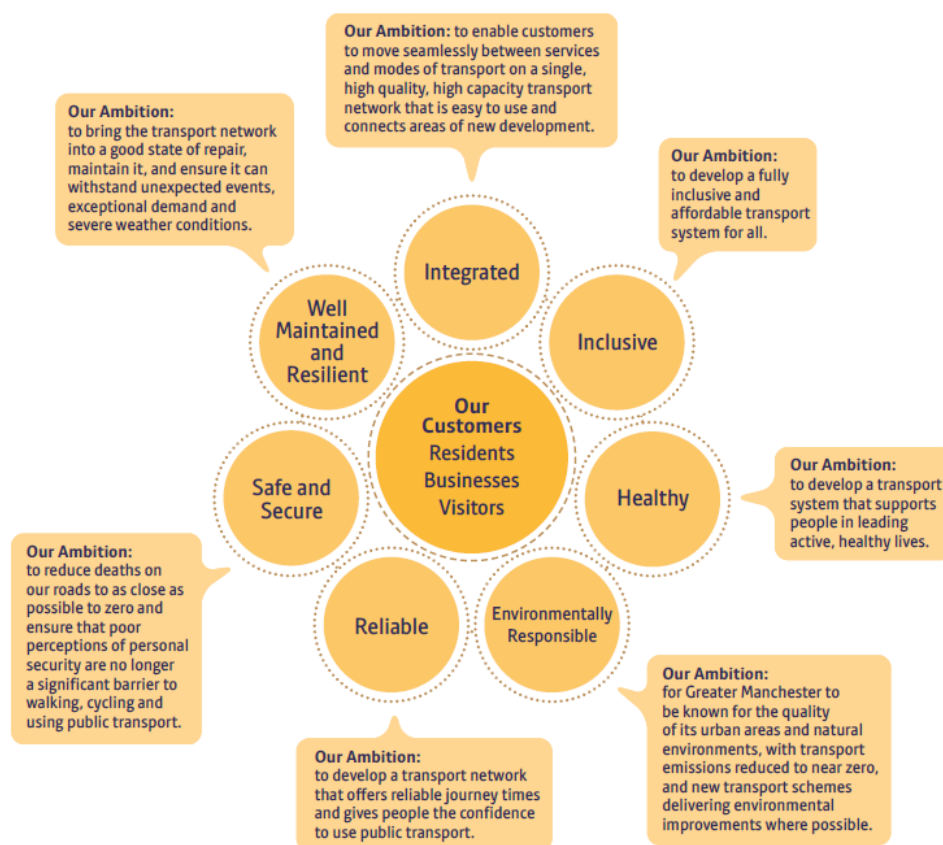 Our Ambition: to enable customers
to move seamlessly between services
and modes of transport on a single,
high quality, high capacity transport
network that is easy to use and
connects areas of new development.
Our Ambition:
to bring the transport network
into a good state of repair,
maintain it, and ensure it can
withstand unexpected events,
exceptional demand and
severe weather conditions.
Our Ambition:
to develop a fully
inclusive and
affordable transport
system for all.
Integrated
Well
Maintained
and
Resilient
Inclusive
Our
Customers
Residents
Businesses
Visitors
Safe and
Secure
Healthy
Our Ambition:
to develop a transport
system that supports
people in leading
active, healthy lives.
Our Ambition:
to reduce deaths on
our roads to as close as
possible to zero and
ensure that poor
perceptions of personal
security are no longer
a significant barrier to
walking, cycling and
using public transport.
Reliable
Environmentally
Responsible
Our Ambition:
to develop a transport network
that offers reliable journey times
and gives people the confidence
to use public transport.
Our Ambition:
for Greater Manchester to
be known for the quality
of its urban areas and natural
environments, with transport
emissions reduced to near zero,
and new transport schemes
delivering environmental
improvements where possible.